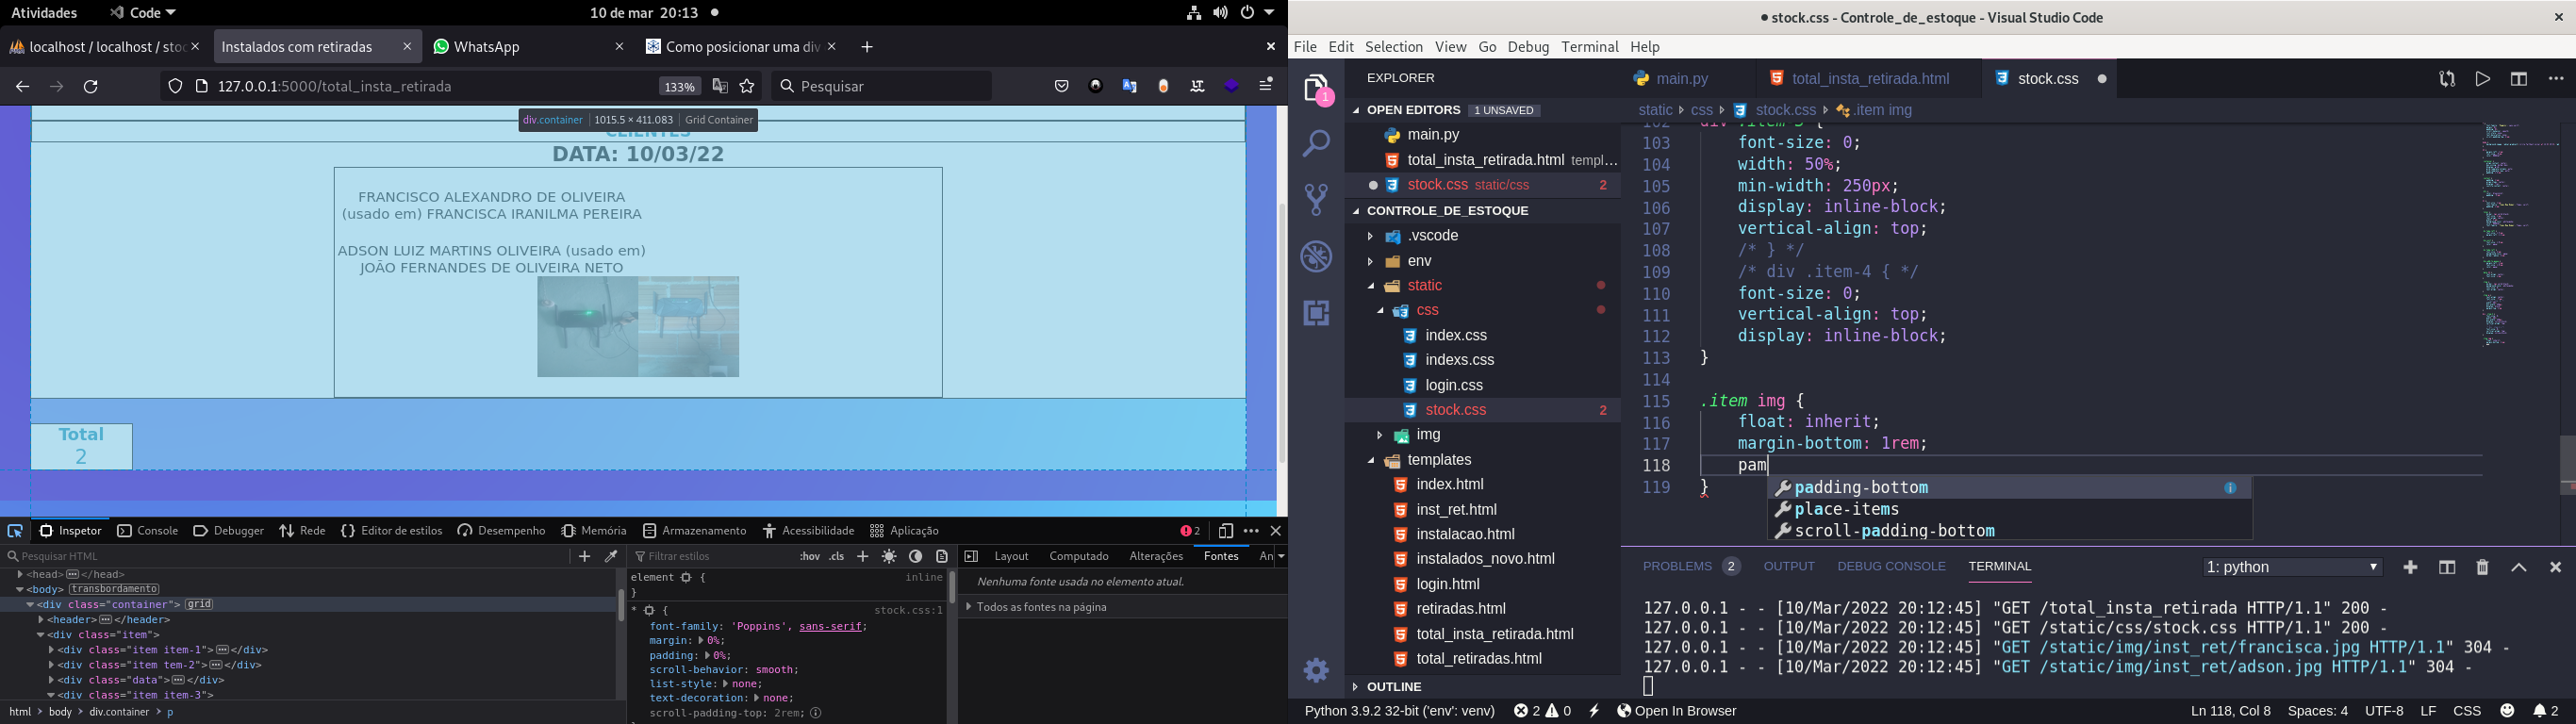 Atividades
Code
10 de mar 20:13
localhost / localhost / stoc
Instalados com retiradas
WhatsApp
Como posicionar uma div
127.0.0.1:5000/total_insta_retirada
133%
Pesquisar
div.container 1015.5 × 411.083 Grid Container
CLIENTES
DATA: 10/03/22
FRANCISCO ALEXANDRO DE OLIVEIRA
(usado em) FRANCISCA IRANILMA PEREIRA
ADSON LUIZ MARTINS OLIVEIRA (usado em)
JOÃO FERNANDES DE OLIVEIRA NETO
Total
2
Inspetor Console Debugger Rede Editor de estilos Desempenho Memória Armazenamento Acessibilidade Aplicação 2
Pesquisar HTML
<head></head>
<body> transbordamento
<div class="container"> grid
<header></header>
<div class="item">
<div class="item item-1"></div>
<div class="item tem-2"></div>
<div class="data"></div>
<div class="item item-3">
html > body > div.container > p
Filtrar estilos :hov .cls
element { inline
}
* { stock.css:1
font-family: 'Poppins', sans-serif;
margin: 0%;
padding: 0%;
scroll-behavior: smooth;
list-style: none;
text-decoration: none;
scroll-padding-top: 2rem;
Layout Computado Alterações Fontes An
Nenhuma fonte usada no elemento atual.
Todos as fontes na página
stock.css - Controle_de_estoque - Visual Studio Code
File Edit Selection View Go Debug Terminal Help
1
EXPLORER
OPEN EDITORS 1 UNSAVED
main.py
total_insta_retirada.html templ...
stock.css static/css 2
CONTROLE_DE_ESTOQUE
.vscode
env
static
css
index.css
indexs.css
login.css
stock.css 2
img
templates
index.html
inst_ret.html
instalacao.html
instalados_novo.html
login.html
retiradas.html
total_insta_retirada.html
total_retiradas.html
OUTLINE
main.py
total_insta_retirada.html
stock.css
static > css > stock.css > .item img
102 div .item-3 {
103 font-size: 0;
104 width: 50%;
105 min-width: 250px;
106 display: inline-block;
107 vertical-align: top;
108 /* } */
109 /* div .item-4 { */
110 font-size: 0;
111 vertical-align: top;
112 display: inline-block;
113 }
114
115 .item img {
116 float: inherit;
117 margin-bottom: 1rem;
118 pam
119 }
padding-bottom
place-items
scroll-padding-bottom
PROBLEMS 2 OUTPUT DEBUG CONSOLE TERMINAL 1: python
127.0.0.1 - - [10/Mar/2022 20:12:45] "GET /total_insta_retirada HTTP/1.1" 200 -
127.0.0.1 - - [10/Mar/2022 20:12:45] "GET /static/css/stock.css HTTP/1.1" 200 -
127.0.0.1 - - [10/Mar/2022 20:12:45] "GET /static/img/inst_ret/francisca.jpg HTTP/1.1" 304 -
127.0.0.1 - - [10/Mar/2022 20:12:45] "GET /static/img/inst_ret/adson.jpg HTTP/1.1" 304 -
Python 3.9.2 32-bit ('env': venv) 2 0 Open In Browser Ln 118, Col 8 Spaces: 4 UTF-8 LF CSS 2